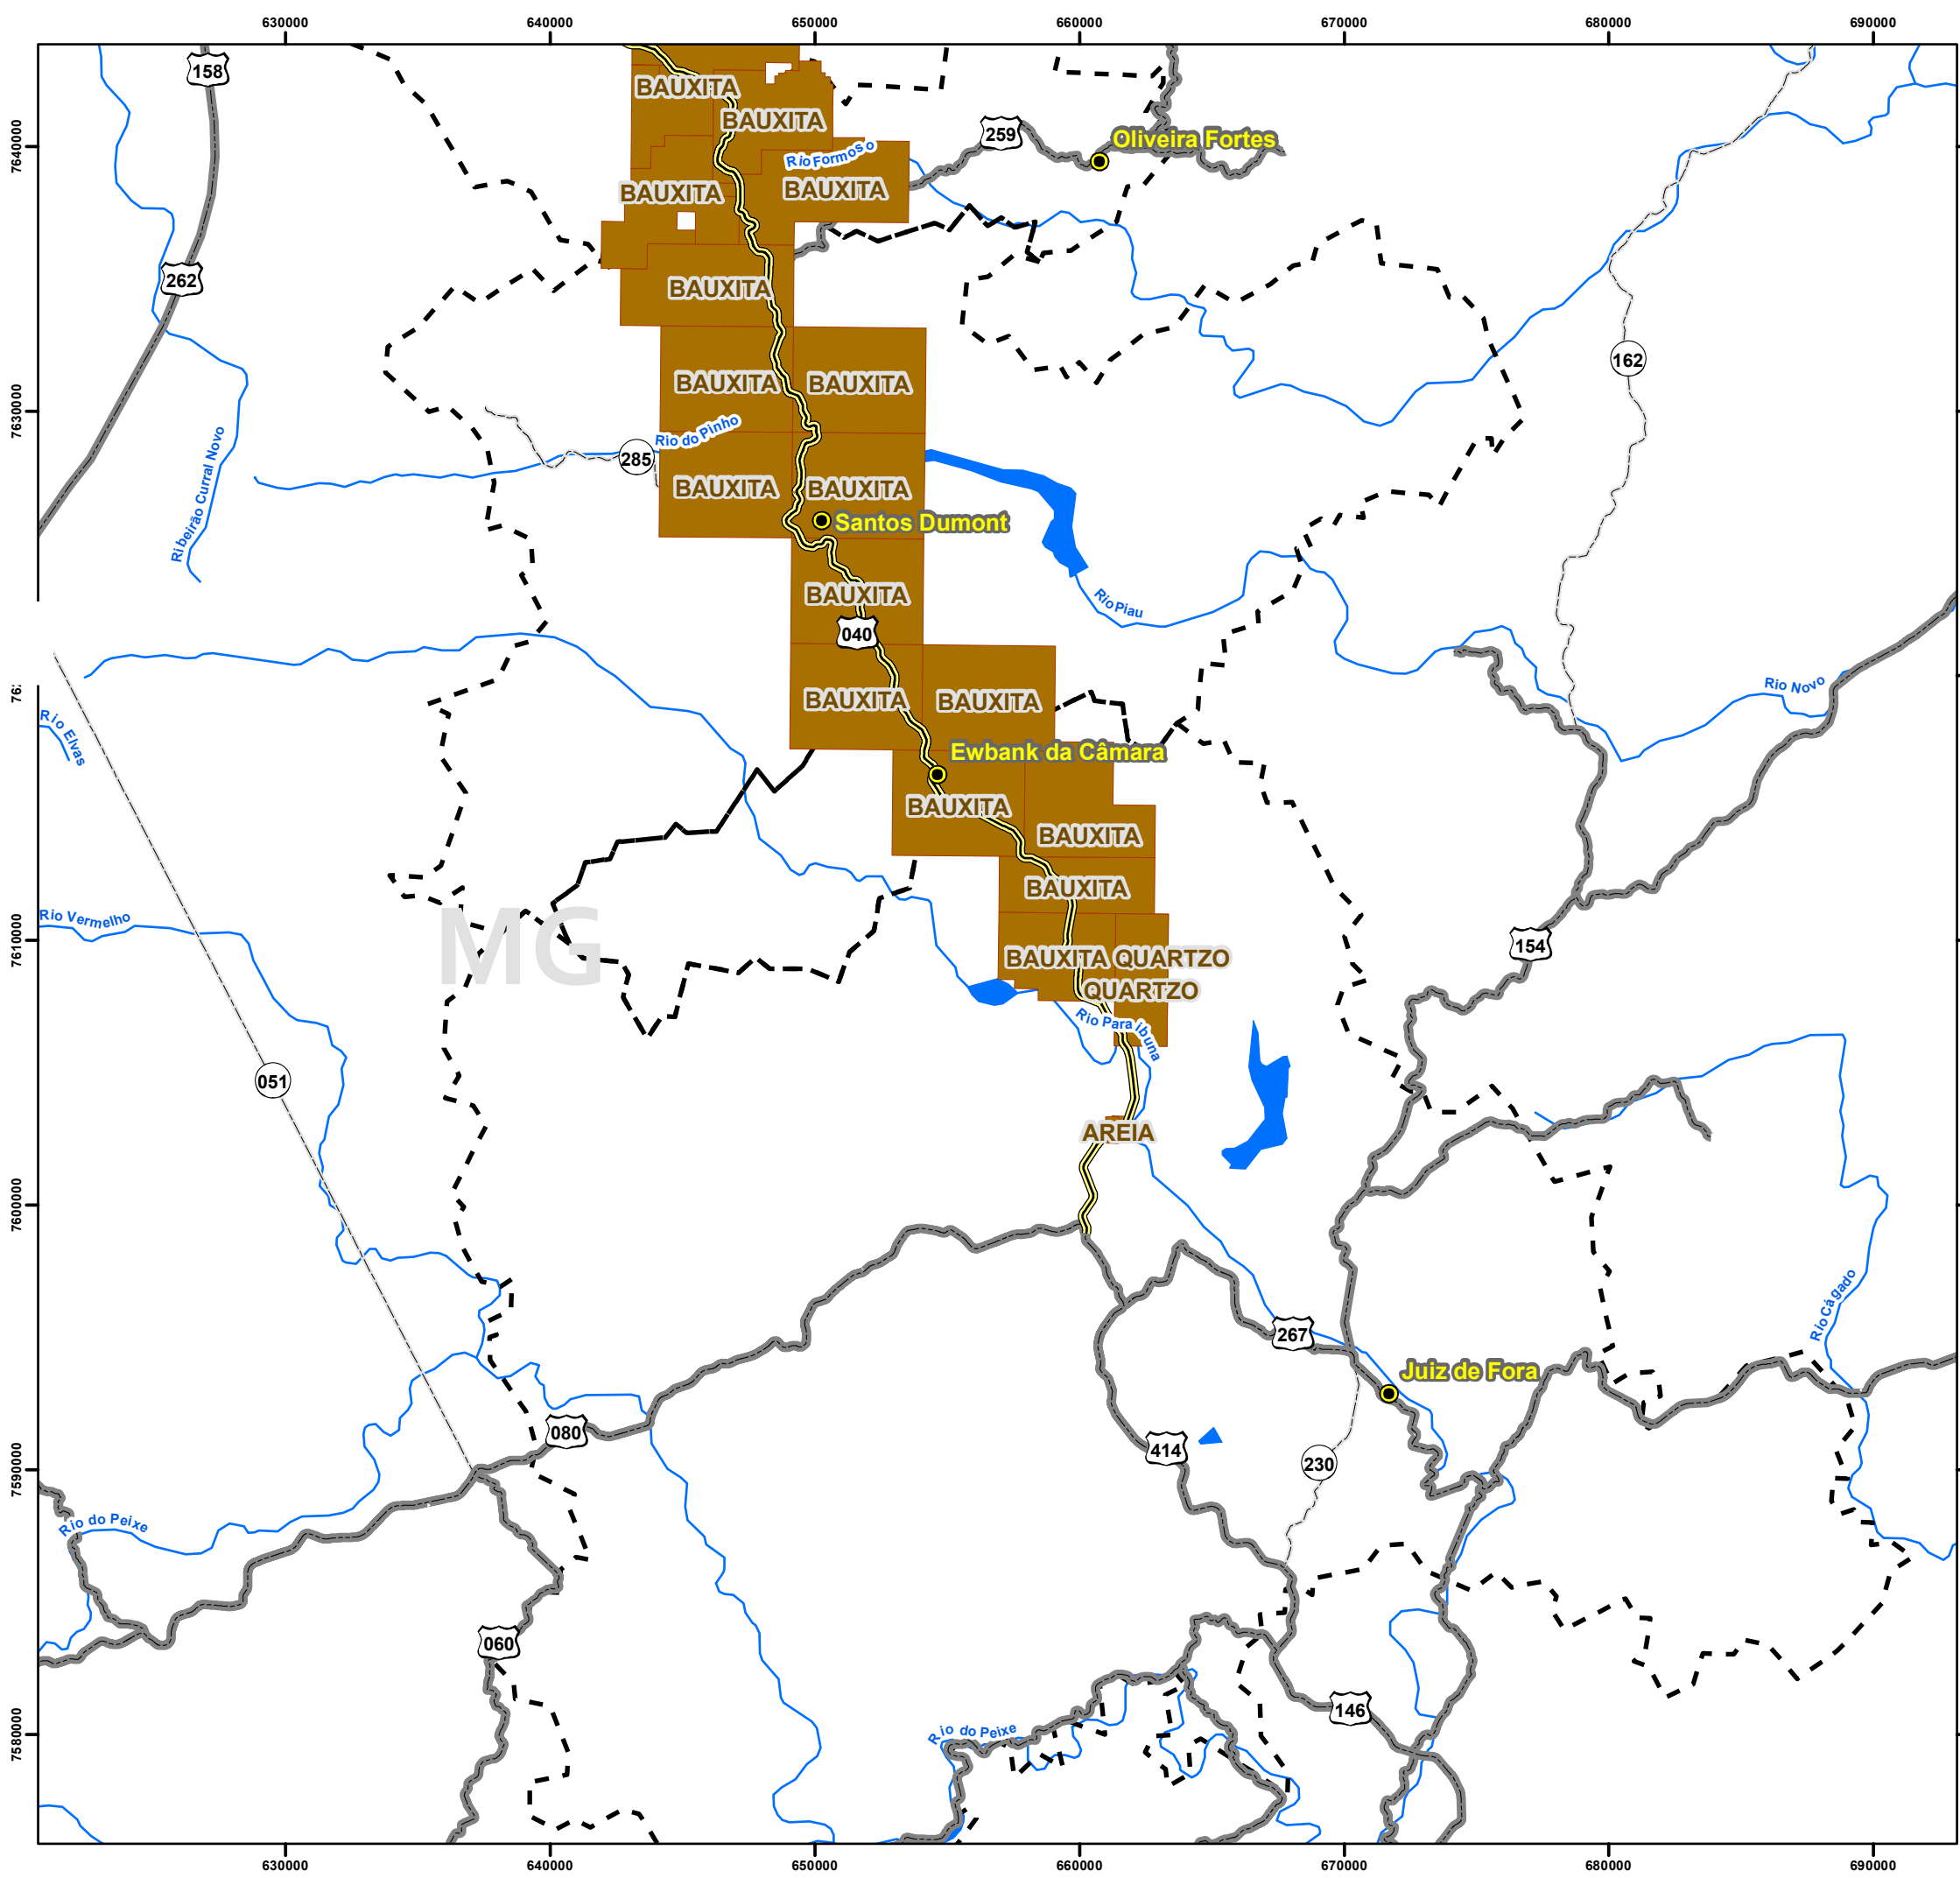 630000 640000 650000 660000 670000 680000 690000
158
BAUXITA
BAUXITA
259
Oliveira Fortes
7640000
Rio Formoso
BAUXITA
BAUXITA
262
BAUXITA
162
BAUXITA
BAUXITA
7630000
Rio do Pinho
285
Ribeirão Curral Novo
BAUXITA
BAUXITA
Santos Dumont
BAUXITA
Rio Piau
040
76
Rio Novo
BAUXITA
BAUXITA
Rio Elvas
Ewbank da Câmara
BAUXITA
BAUXITA
BAUXITA
Rio Vermelho
MG
7610000
154
BAUXITA
QUARTZO
QUARTZO
Rio Paraibuna
051
AREIA
7600000
Rio Cágado
267
Juiz de Fora
080
414
230
7590000
Rio do Peixe
060
146
Rio do Peixe
7580000
630000 640000 650000 660000 670000 680000 690000